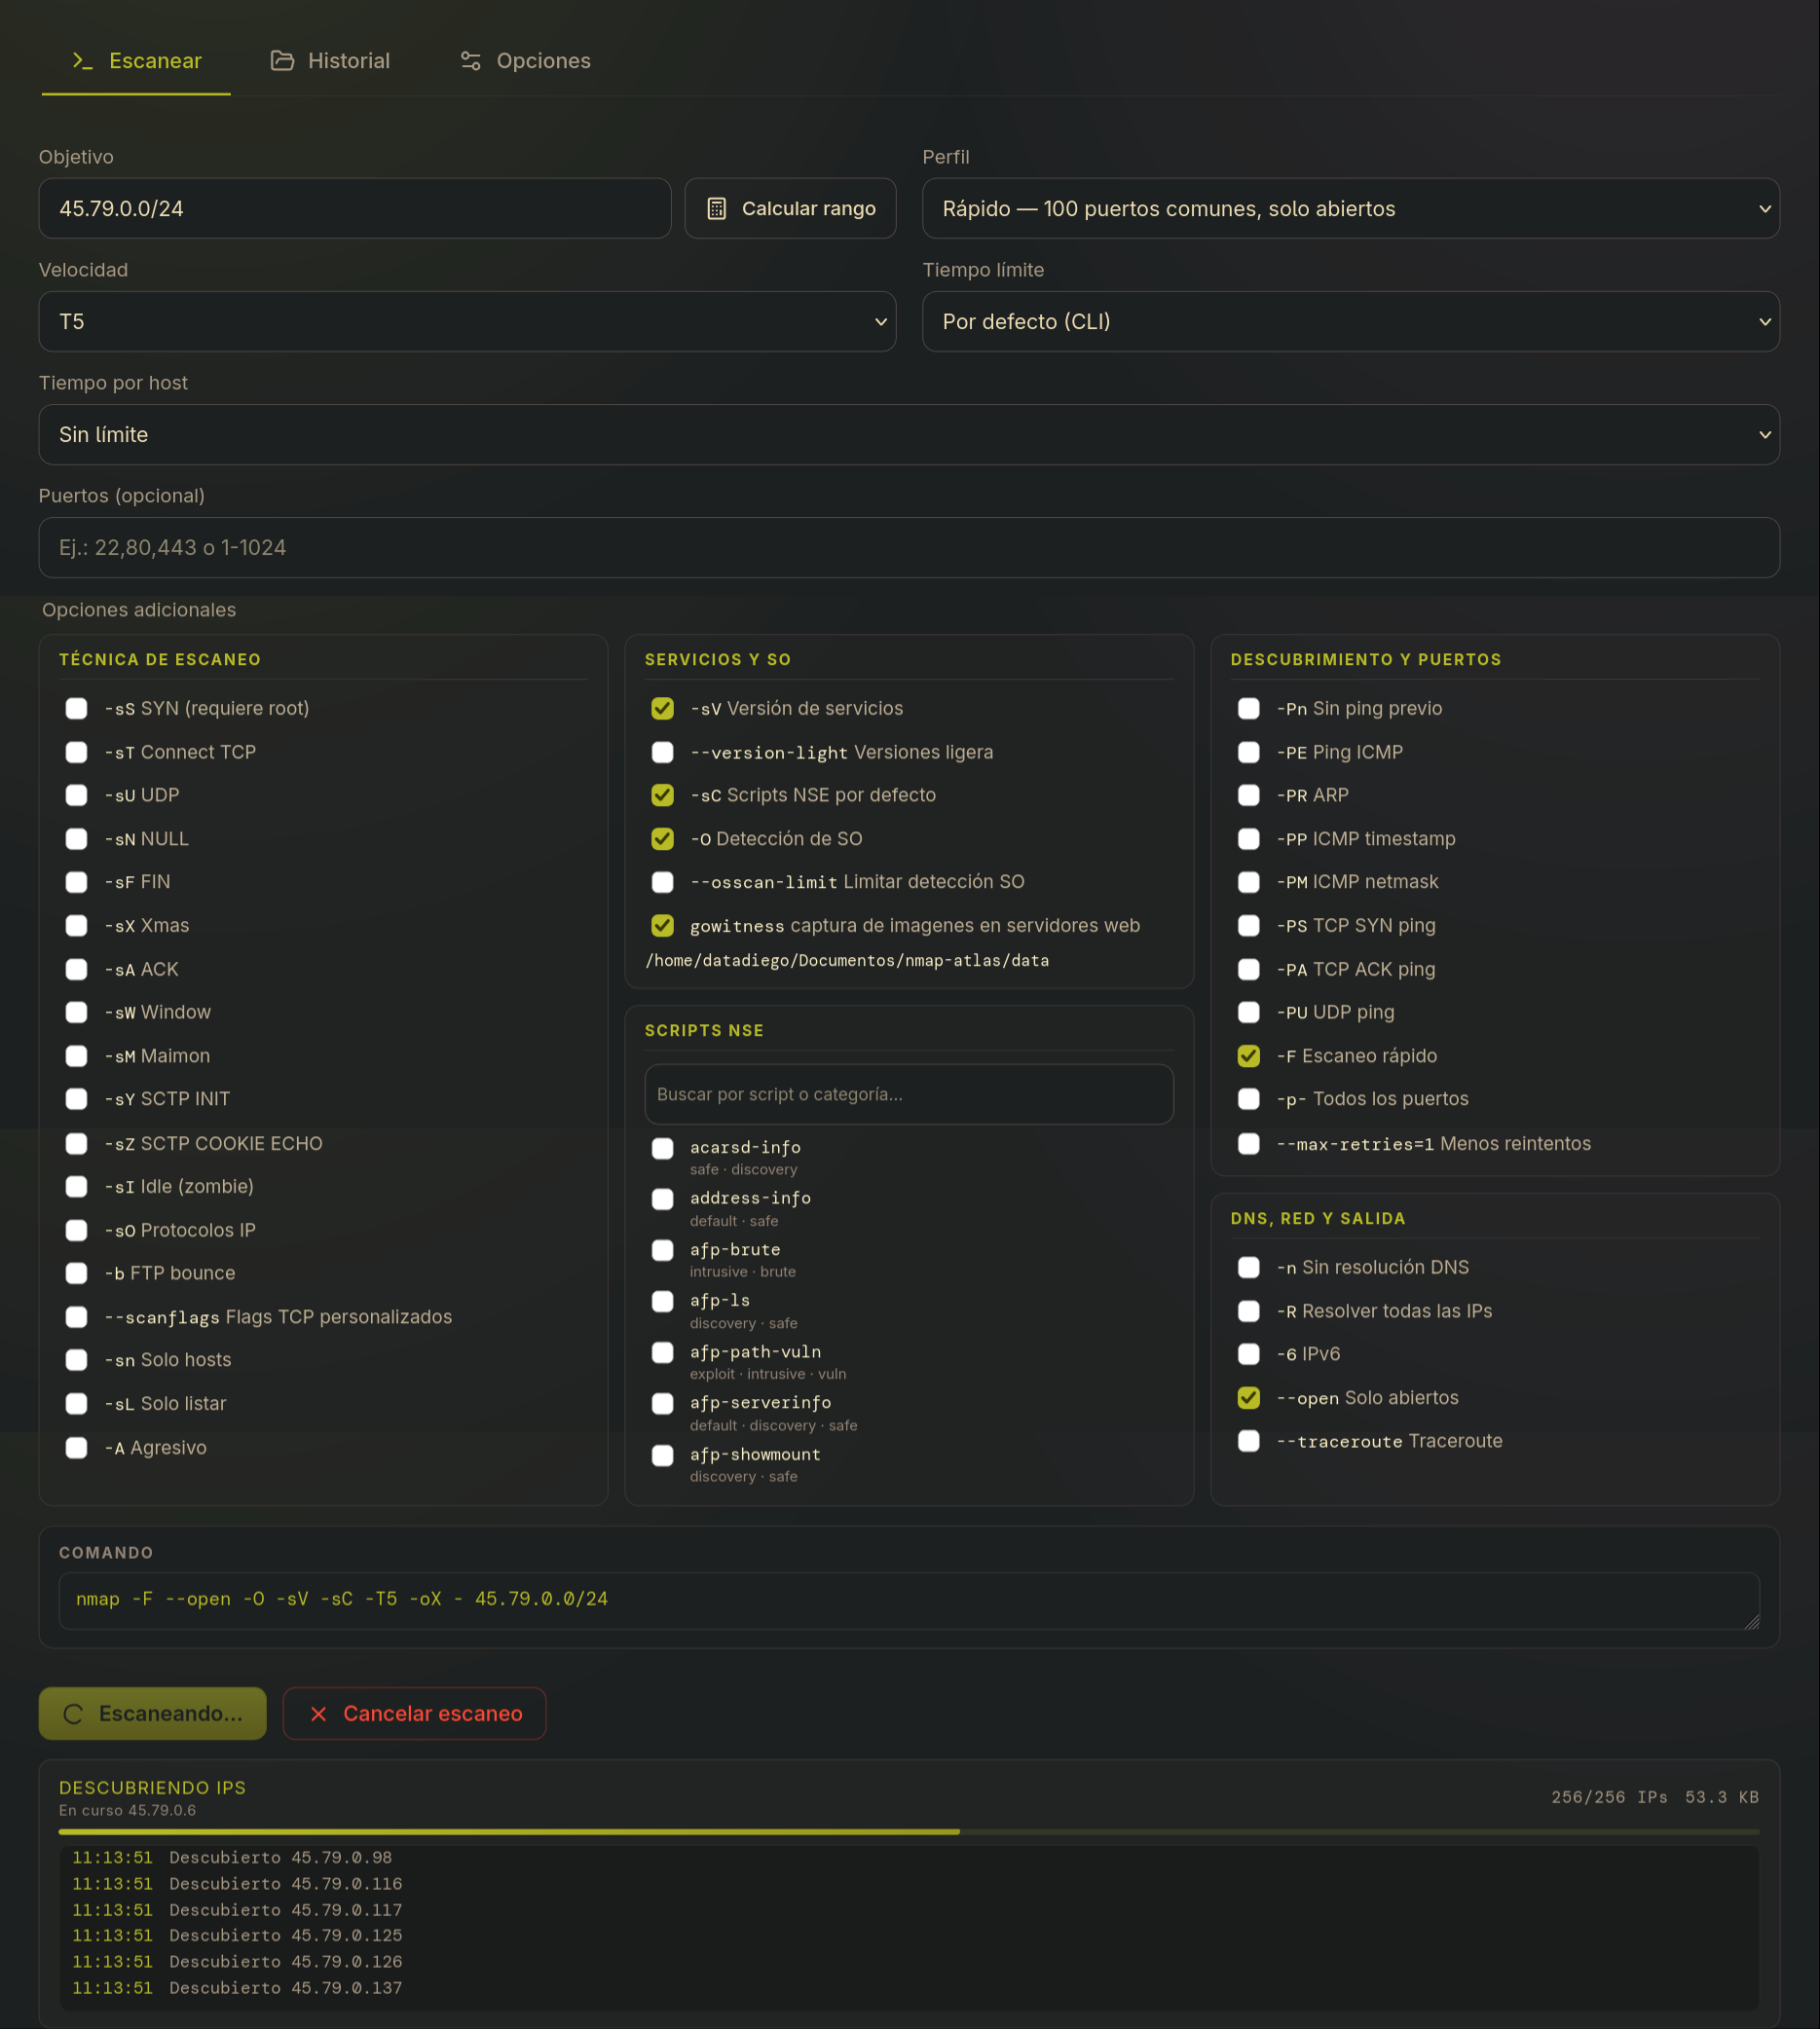 Escanear Historial Opciones
Objetivo
45.79.0.0/24
Calcular rango
Perfil
Rápido — 100 puertos comunes, solo abiertos
Velocidad
T5
Tiempo límite
Por defecto (CLI)
Tiempo por host
Sin límite
Puertos (opcional)
Ej.: 22,80,443 o 1-1024
Opciones adicionales
TÉCNICA DE ESCANEO
-sS SYN (requiere root)
-sT Connect TCP
-sU UDP
-sN NULL
-sF FIN
-sX Xmas
-sA ACK
-sW Window
-sM Maimon
-sY SCTP INIT
-sZ SCTP COOKIE ECHO
-sI Idle (zombie)
-sO Protocolos IP
-b FTP bounce
--scanflags Flags TCP personalizados
-sn Solo hosts
-sL Solo listar
-A Agresivo
SERVICIOS Y SO
-sV Versión de servicios
--version-light Versiones ligera
-sC Scripts NSE por defecto
-O Detección de SO
--osscan-limit Limitar detección SO
gowitness captura de imagenes en servidores web
/home/datadiego/Documentos/nmap-atlas/data
SCRIPTS NSE
Buscar por script o categoría...
acarsd-info
safe · discovery
address-info
default · safe
afp-brute
intrusive · brute
afp-ls
discovery · safe
afp-path-vuln
exploit · intrusive · vuln
afp-serverinfo
default · discovery · safe
afp-showmount
discovery · safe
DESCUBRIMIENTO Y PUERTOS
-Pn Sin ping previo
-PE Ping ICMP
-PR ARP
-PP ICMP timestamp
-PM ICMP netmask
-PS TCP SYN ping
-PA TCP ACK ping
-PU UDP ping
-F Escaneo rápido
-p- Todos los puertos
--max-retries=1 Menos reintentos
DNS, RED Y SALIDA
-n Sin resolución DNS
-R Resolver todas las IPs
-6 IPv6
--open Solo abiertos
--traceroute Traceroute
COMANDO
nmap -F --open -O -sV -sC -T5 -oX - 45.79.0.0/24
Escaneando...
Cancelar escaneo
DESCUBRIENDO IPS
En curso 45.79.0.6
256/256 IPs 53.3 KB
11:13:51 Descubierto 45.79.0.98
11:13:51 Descubierto 45.79.0.116
11:13:51 Descubierto 45.79.0.117
11:13:51 Descubierto 45.79.0.125
11:13:51 Descubierto 45.79.0.126
11:13:51 Descubierto 45.79.0.137